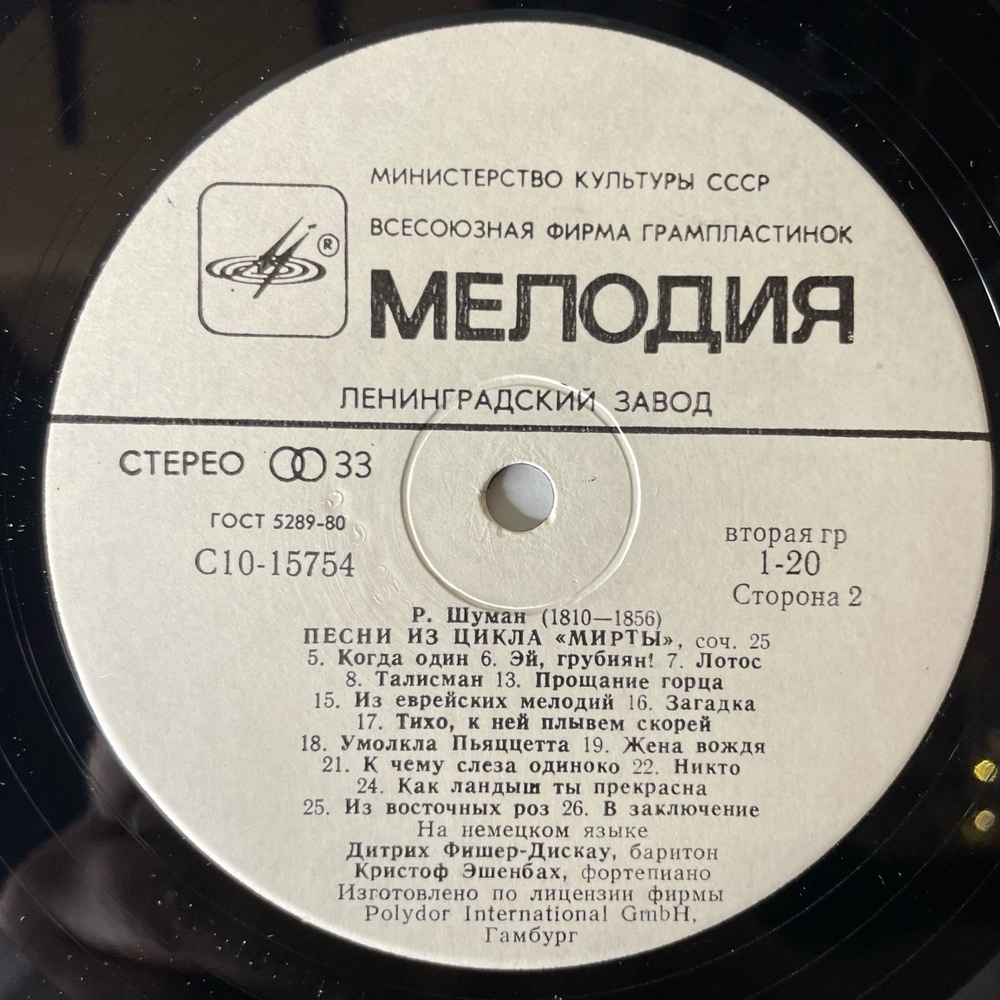 МИНИСТЕРСТВО КУЛЬТУРЫ СССР
ВСЕСОЮЗНАЯ ФИРМА ГРАМПЛАСТИНОК
®
МЕЛОДИЯ
ЛЕНИНГРАДСКИЙ ЗАВОД
СТЕРЕО 33
ГОСТ 5289-80
С10-15754
вторая гр
1-20
Сторона 2
Р. Шуман (1810—1856)
ПЕСНИ ИЗ ЦИКЛА «МИРТЫ», соч. 25
5. Когда один 6. Эй, грубиян! 7. Лотос
8. Талисман 13. Прощание горца
15. Из еврейских мелодий 16. Загадка
17. Тихо, к ней плывем скорей
18. Умолкла Пьяццетта 19. Жена вождя
21. К чему слеза одиноко 22. Никто
24. Как ландыш ты прекрасна
25. Из восточных роз 26. В заключение
На немецком языке
Дитрих Фишер-Дискау, баритон
Кристоф Эшенбах, фортепиано
Изготовлено по лицензии фирмы
Polydor International GmbH,
Гамбург